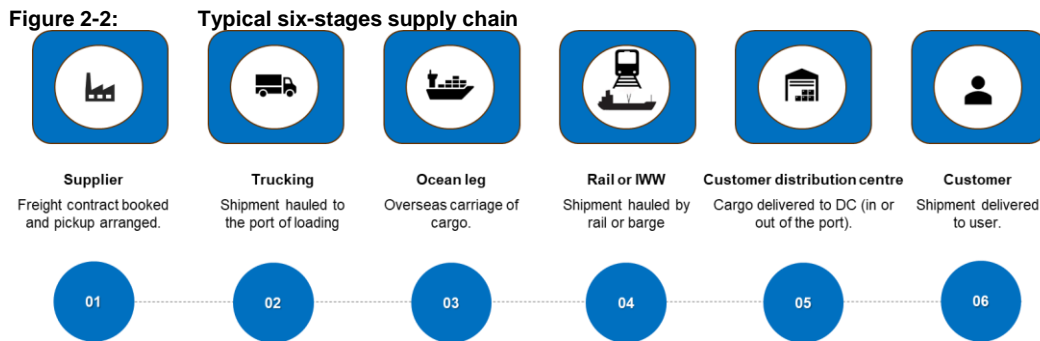 Figure 2-2: Typical six-stages supply chain
Supplier
Freight contract booked
and pickup arranged.
Trucking
Shipment hauled to
the port of loading
Ocean leg
Overseas carriage of
cargo.
Rail or IWW
Shipment hauled by
rail or barge
Customer distribution centre
Cargo delivered to DC (in or
out of the port).
Customer
Shipment delivered
to user.
01
02
03
04
05
06